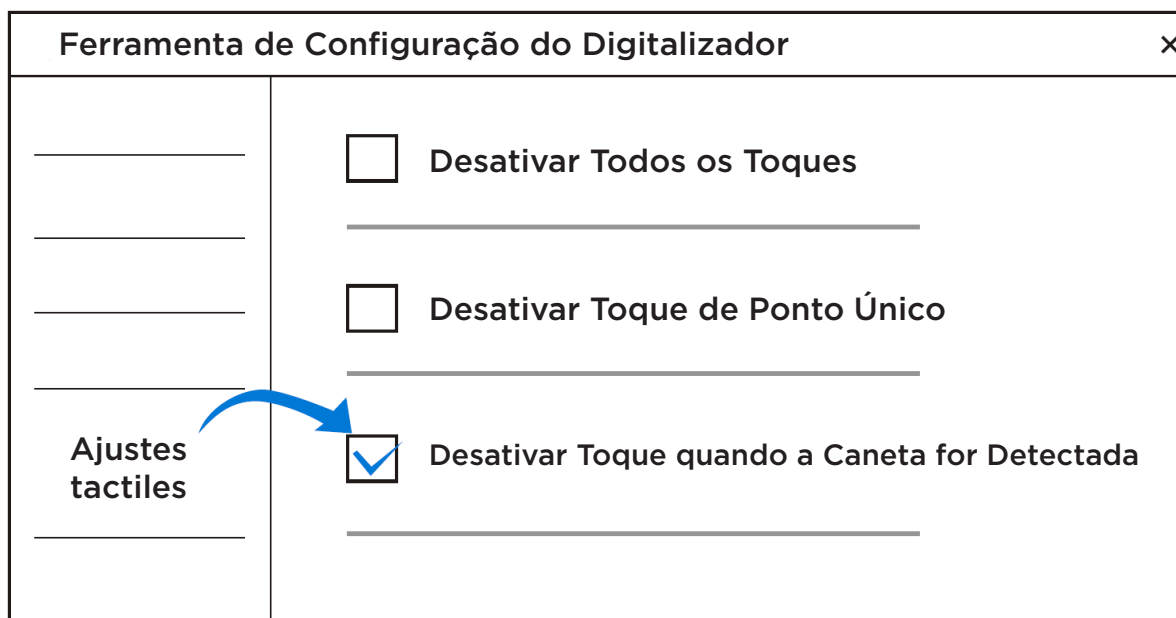 Ferramenta de Configuração do Digitalizador ×
Desativar Todos os Toques
Desativar Toque de Ponto Único
Ajustes
tactiles
Desativar Toque quando a Caneta for Detectada